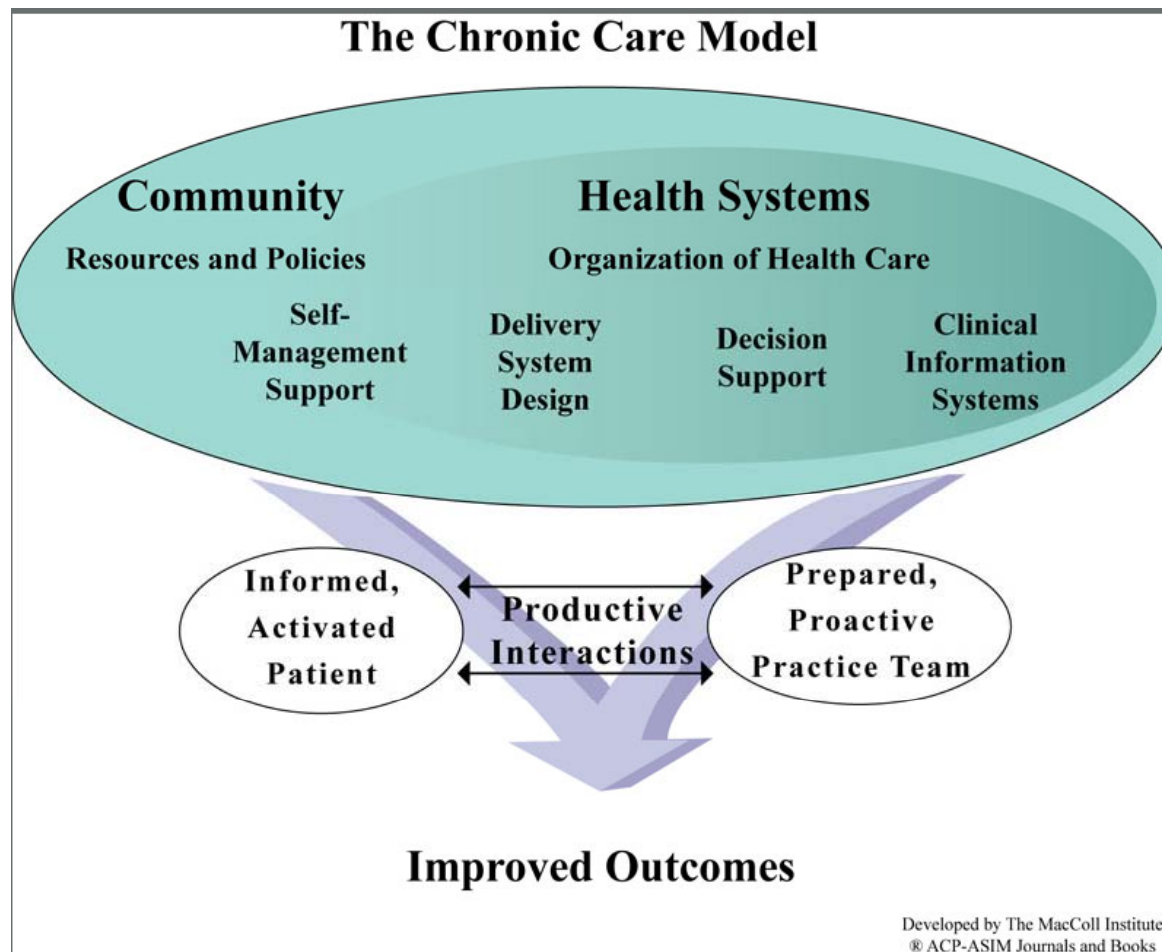 The Chronic Care Model
Community
Health Systems
Resources and Policies
Organization of Health Care
Self-
Management
Support
Delivery
System
Design
Decision
Support
Clinical
Information
Systems
Informed,
Activated
Patient
Productive
Interactions
Prepared,
Proactive
Practice Team
Improved Outcomes
Developed by The MacColl Institute
® ACP-ASIM Journals and Books